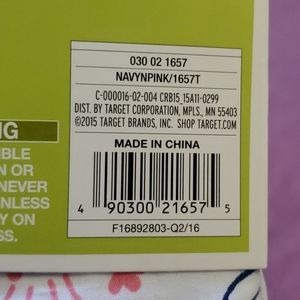 030 02 1657
NAVYNPINK/1657T
C-000016-02-004 CRB15_15A11-0299
DIST. BY TARGET CORPORATION, MPLS., MN 55403
©2015 TARGET BRANDS, INC. SHOP TARGET.COM
MADE IN CHINA
4 90300 21657 5
F16892803-Q2/16
NG
IBLE
N OR
NEVER
NLESS
Y ON
SS.